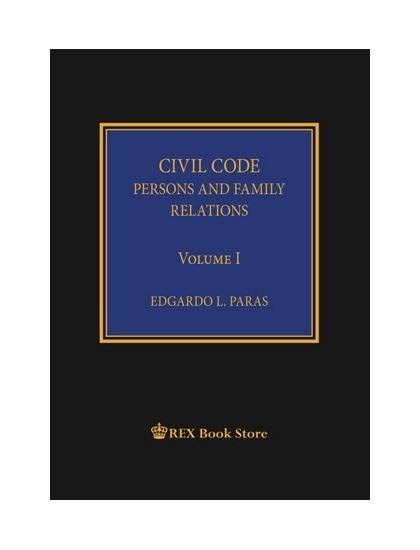 CIVIL CODE
PERSONS AND FAMILY
RELATIONS
VOLUME I
EDGARDO L. PARAS
REX Book Store